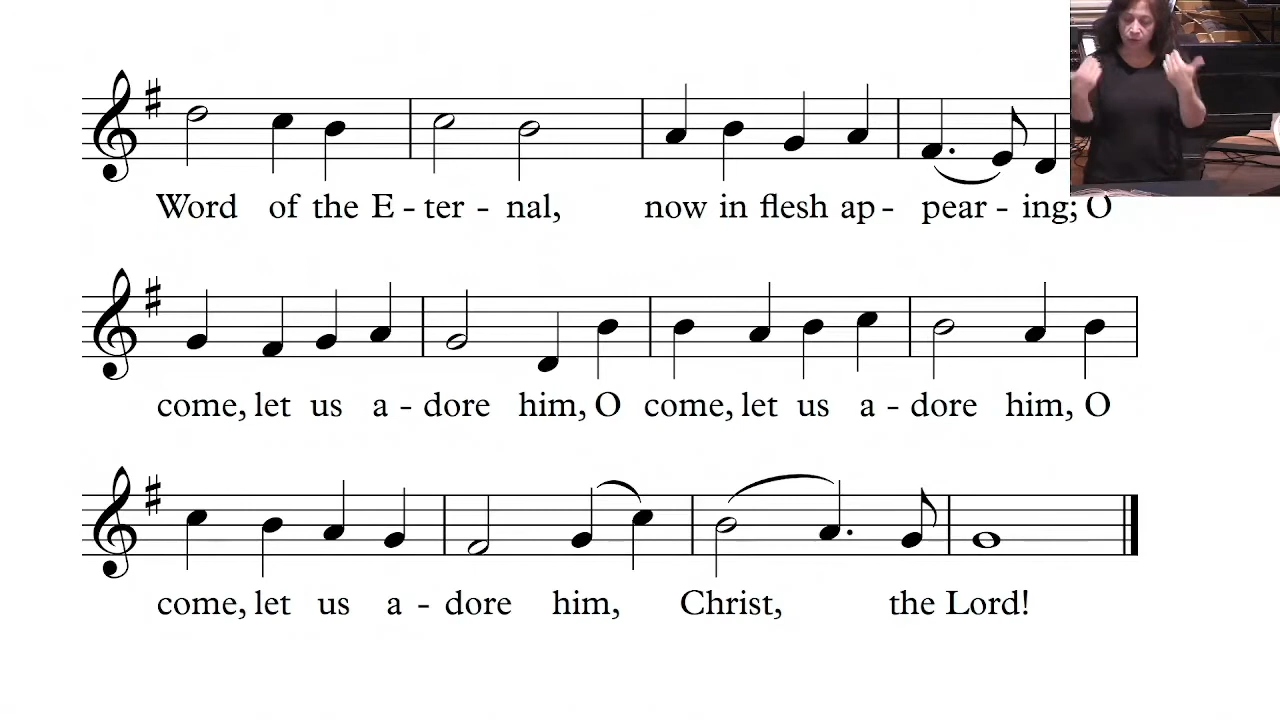 Word of the E - ter - nal, now in flesh ap - pear - ing; O
come, let us a - dore him, O come, let us a - dore him, O
come, let us a - dore him, Christ, the Lord!